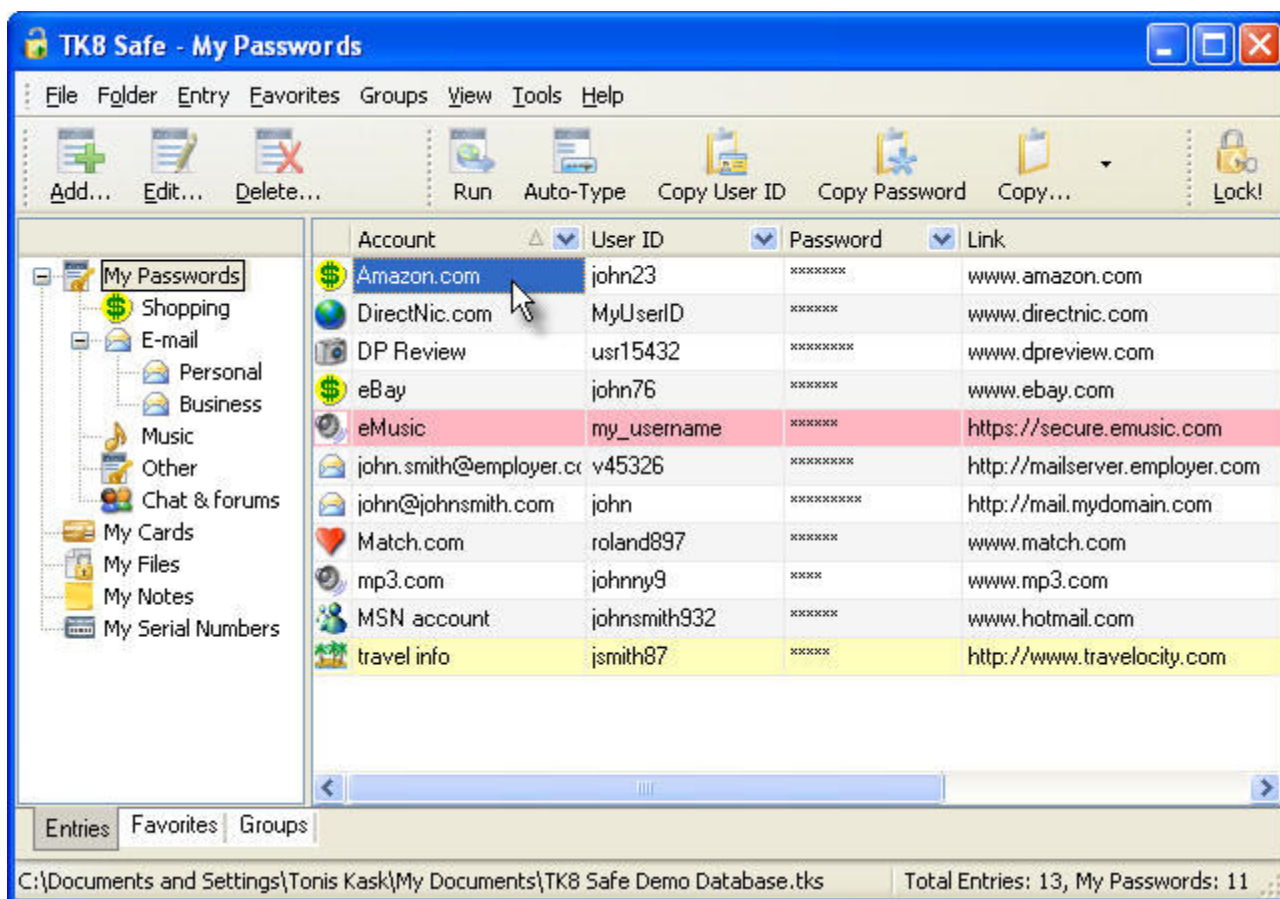 TK8 Safe - My Passwords
File Folder Entry Favorites Groups View Tools Help
Add... Edit... Delete... Run Auto-Type Copy User ID Copy Password Copy... Lock!
Account User ID Password Link
My Passwords
Shopping
E-mail
Personal
Business
Music
Other
Chat & forums
My Cards
My Files
My Notes
My Serial Numbers
Amazon.com john23 ******* www.amazon.com
DirectNic.com MyUserID ****** www.directnic.com
DP Review usr15432 ******** www.dpreview.com
eBay john76 ****** www.ebay.com
eMusic my_username ****** https://secure.emusic.com
john.smith@employer.cc v45326 ******** http://mailserver.employer.com
john@johnsmith.com john ********* http://mail.mydomain.com
Match.com roland897 ****** www.match.com
mp3.com johnny9 **** www.mp3.com
MSN account johnsmith932 ****** www.hotmail.com
travel info jsmith87 ***** http://www.travelocity.com
Entries Favorites Groups
C:\Documents and Settings\Tonis Kask\My Documents\TK8 Safe Demo Database.tks Total Entries: 13, My Passwords: 11